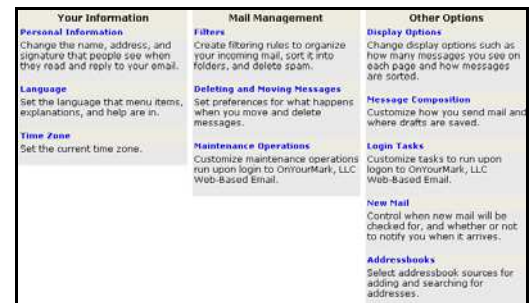 Your Information
Personal Information
Change the name, address, and
signature that people see when
they read and reply to your email.
Language
Set the language that menu items,
explanations, and help are in.
Time Zone
Set the current time zone.
Mail Management
Filters
Create filtering rules to organize
your incoming mail, sort it into
folders, and delete spam.
Deleting and Moving Messages
Set preferences for what happens
when you move and delete
messages.
Maintenance Operations
Customize maintenance operations
run upon login to OnYourMark, LLC
Web-Based Email.
Other Options
Display Options
Change display options such as
how many messages you see on
each page and how messages
are sorted.
Message Composition
Customize how you send mail and
where drafts are saved.
Login Tasks
Customize tasks to run upon
logon to OnYourMark, LLC
Web-Based Email.
New Mail
Control when new mail will be
checked for, and whether or not
to notify you when it arrives.
Addressbooks
Select addressbook sources for
adding and searching for
addresses.